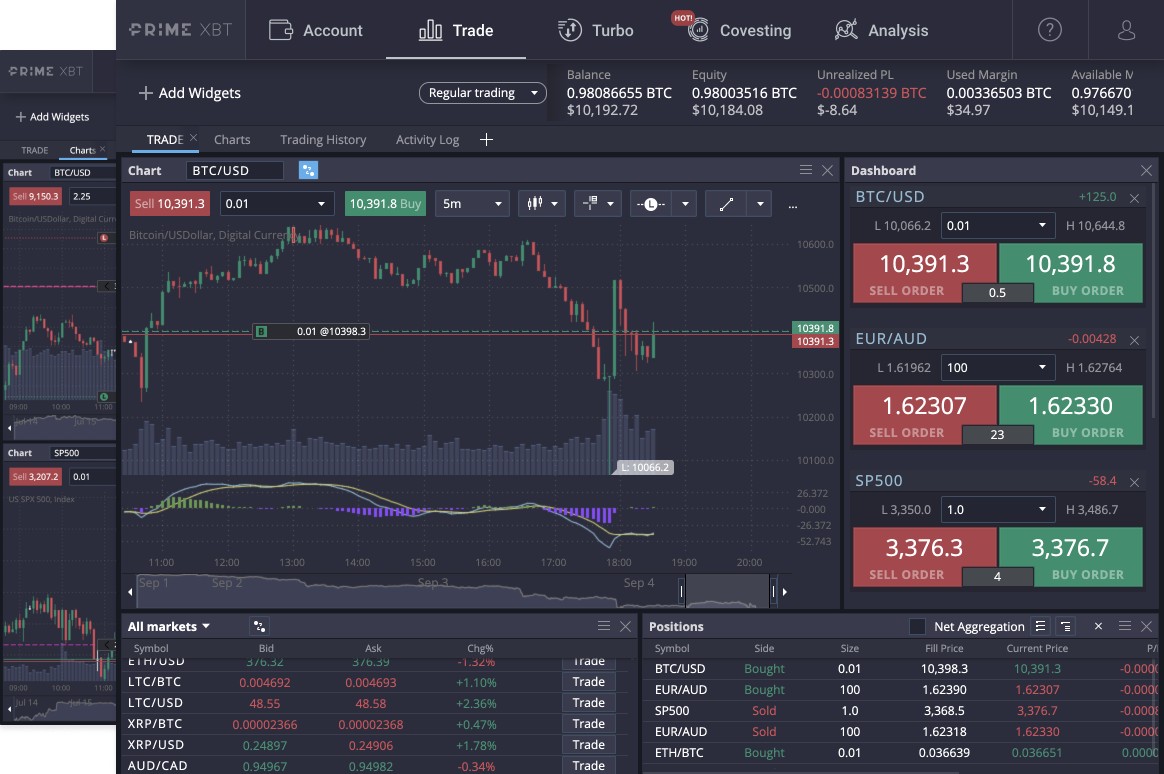 PRIME XBT
Account
Trade
Turbo
HOT!
Covesting
Analysis
?
Add Widgets
Regular trading
Balance
0.98086655 BTC
$10,192.72
Equity
0.98003516 BTC
$10,184.08
Unrealized PL
-0.00083139 BTC
$-8.64
Used Margin
0.00336503 BTC
$34.97
Available M
0.976670
$10,149.1
TRADE
Charts
Trading History
Activity Log
Chart
BTC/USD
Sell 10,391.3
0.01
10,391.8 Buy
5m
L
...
Bitcoin/USDollar, Digital Currency
10600.0
10500.0
10391.8
10391.3
10300.0
10200.0
10100.0
B 0.01 @10398.3
L: 10066.2
26.372
-0.000
-26.372
-52.743
11:00 12:00 13:00 14:00 15:00 16:00 17:00 18:00 19:00 20:00
Sep 1 Sep 2 Sep 3 Sep 4
Dashboard
BTC/USD +125.0
L 10,066.2 0.01 H 10,644.8
10,391.3 10,391.8
SELL ORDER 0.5 BUY ORDER
EUR/AUD -0.00428
L 1.61962 100 H 1.62764
1.62307 1.62330
SELL ORDER 23 BUY ORDER
SP500 -58.4
L 3,350.0 1.0 H 3,486.7
3,376.3 3,376.7
SELL ORDER 4 BUY ORDER
All markets
Symbol Bid Ask Chg%
ETH/USD 376.32 376.39 -1.32% Trade
LTC/BTC 0.004692 0.004693 +1.10% Trade
LTC/USD 48.55 48.58 +2.36% Trade
XRP/BTC 0.00002366 0.00002368 +0.47% Trade
XRP/USD 0.24897 0.24906 +1.78% Trade
AUD/CAD 0.94967 0.94982 -0.34% Trade
Positions
Net Aggregation
Symbol Side Size Fill Price Current Price P/
BTC/USD Bought 0.01 10,398.3 10,391.3 -0.000
EUR/AUD Bought 100 1.62390 1.62307 -0.000
SP500 Sold 1.0 3,368.5 3,376.7 -0.000
EUR/AUD Sold 100 1.62318 1.62330 -0.000
ETH/BTC Bought 0.01 0.036639 0.036651 0.0000
PRIME XBT
Add Widgets
TRADE
Charts
Chart
BTC/USD
Sell 9,150.3
2.25
Bitcoin/USDollar, Digital Curr
L
L
09:00 10:00 11:00
Jul 14 Jul 15
Chart
SP500
Sell 3,207.2
0.01
US SPX 500, Index
09:00 10:00 11:00
Jul 14 Jul 15